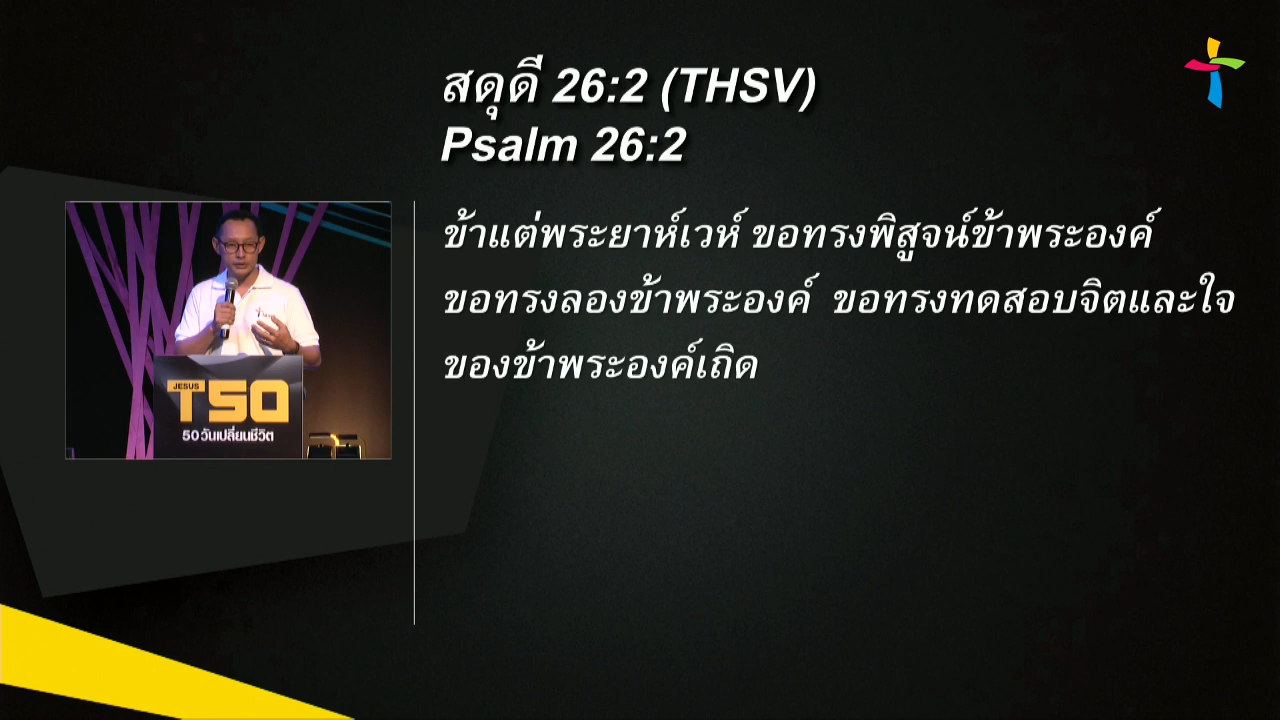 สดุดี 26:2 (THSV)
Psalm 26:2
ข้าแต่พระยาห์เวห์ ขอทรงพิสูจน์ข้าพระองค์
ขอทรงลองข้าพระองค์ ขอทรงทดสอบจิตและใจ
ของข้าพระองค์เถิด
JESUS
T50
50 วันเปลี่ยนชีวิต